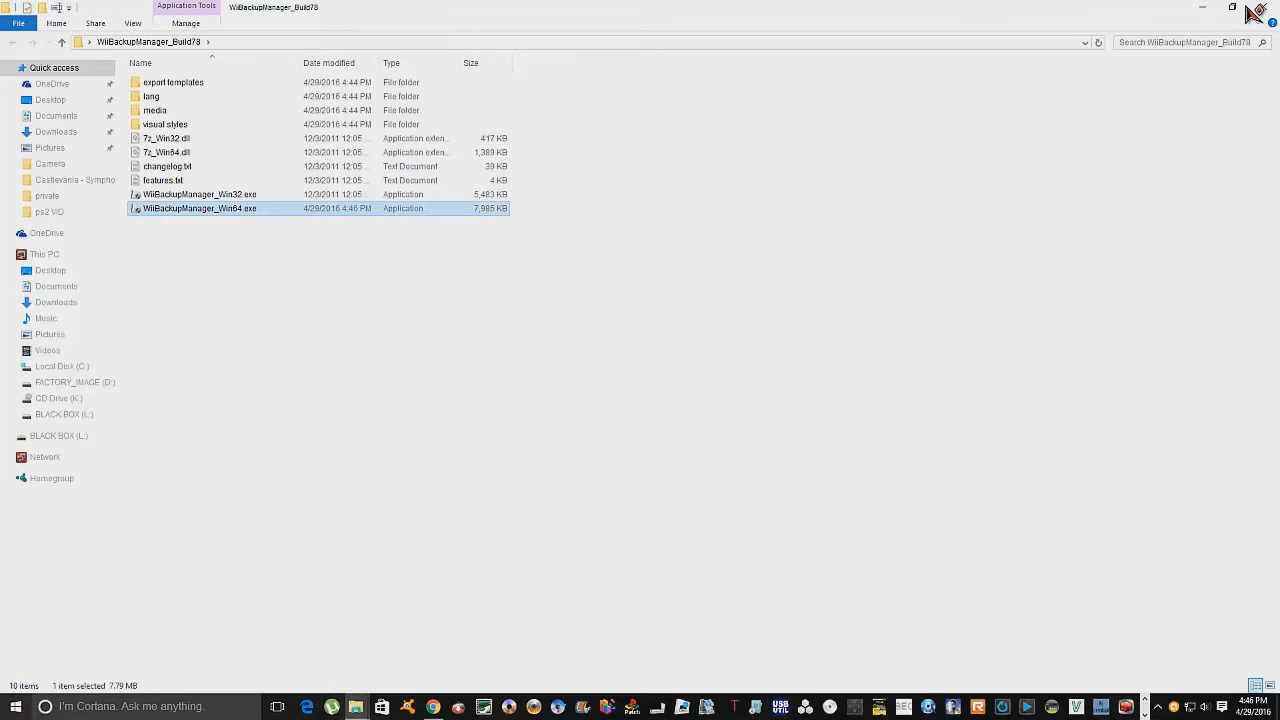 Application Tools
WiiBackupManager_Build78
File
Home
Share
View
Manage
WiiBackupManager_Build78
Search WiiBackupManager_Build78
Name
Date modified
Type
Size
Quick access
OneDrive
Desktop
Documents
Downloads
Pictures
Camera
Castlevania - Sympho
private
ps2 VID
OneDrive
This PC
Desktop
Documents
Downloads
Music
Pictures
Videos
Local Disk (C:)
FACTORY_IMAGE (D:)
CD Drive (K:)
BLACK BOX (L:)
BLACK BOX (L:)
Network
Homegroup
export templates 4/29/2016 4:44 PM File folder
lang 4/29/2016 4:44 PM File folder
media 4/29/2016 4:44 PM File folder
visual styles 4/29/2016 4:44 PM File folder
7z_Win32.dll 12/3/2011 12:05 ... Application exten... 417 KB
7z_Win64.dll 12/3/2011 12:05 ... Application exten... 1,389 KB
changelog.txt 12/3/2011 12:05 ... Text Document 39 KB
features.txt 12/3/2011 12:05 ... Text Document 4 KB
WiiBackupManager_Win32.exe 12/3/2011 12:05 ... Application 5,483 KB
WiiBackupManager_Win64.exe 4/29/2016 4:46 PM Application 7,985 KB
10 items 1 item selected 7.79 MB
I'm Cortana. Ask me anything.
Patch
USB
4:46 PM
4/29/2016